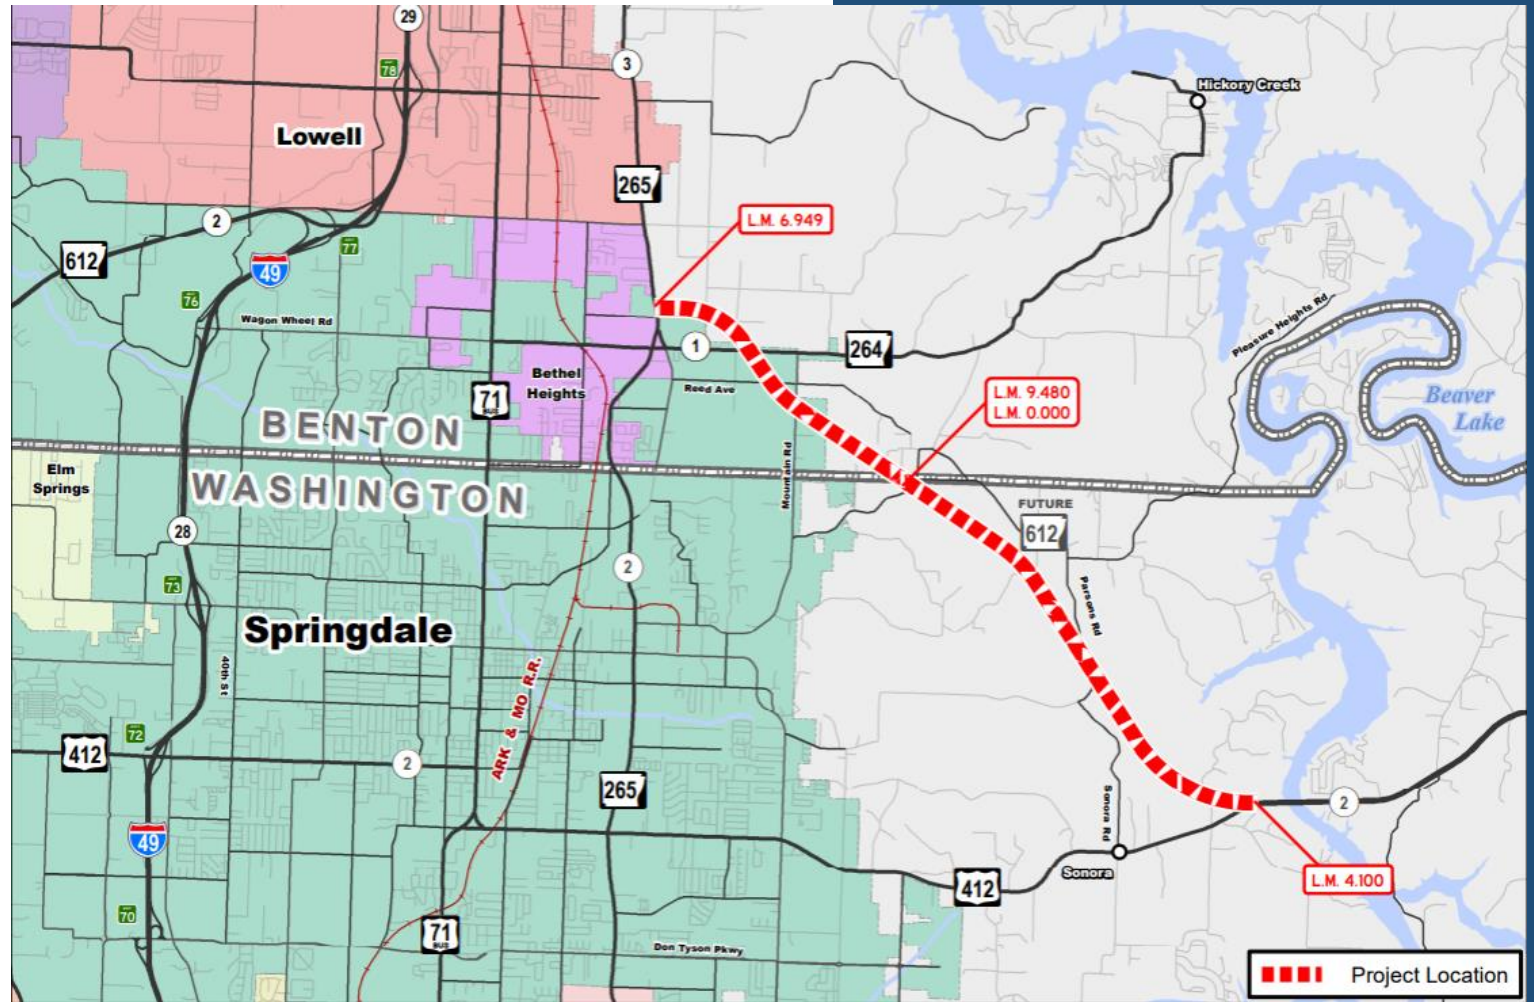 29
78
3
Hickory Creek
Lowell
265
2
L.M. 6.949
77
612
49
76
Wagon Wheel Rd
1
264
Pleasure Heights Rd
Bethel
Heights
Reed Ave
71
BUS
L.M. 9.480
L.M. 0.000
Beaver
Lake
BENTON
Elm
Springs
WASHINGTON
Mountain Rd
FUTURE
612
28
2
73
Parsons Rd
Springdale
40th St
ARK & MO R.R.
72
412
2
265
2
Sonora Rd
49
Sonora
L.M. 4.100
412
70
71
BUS
Don Tyson Pkwy
Project Location